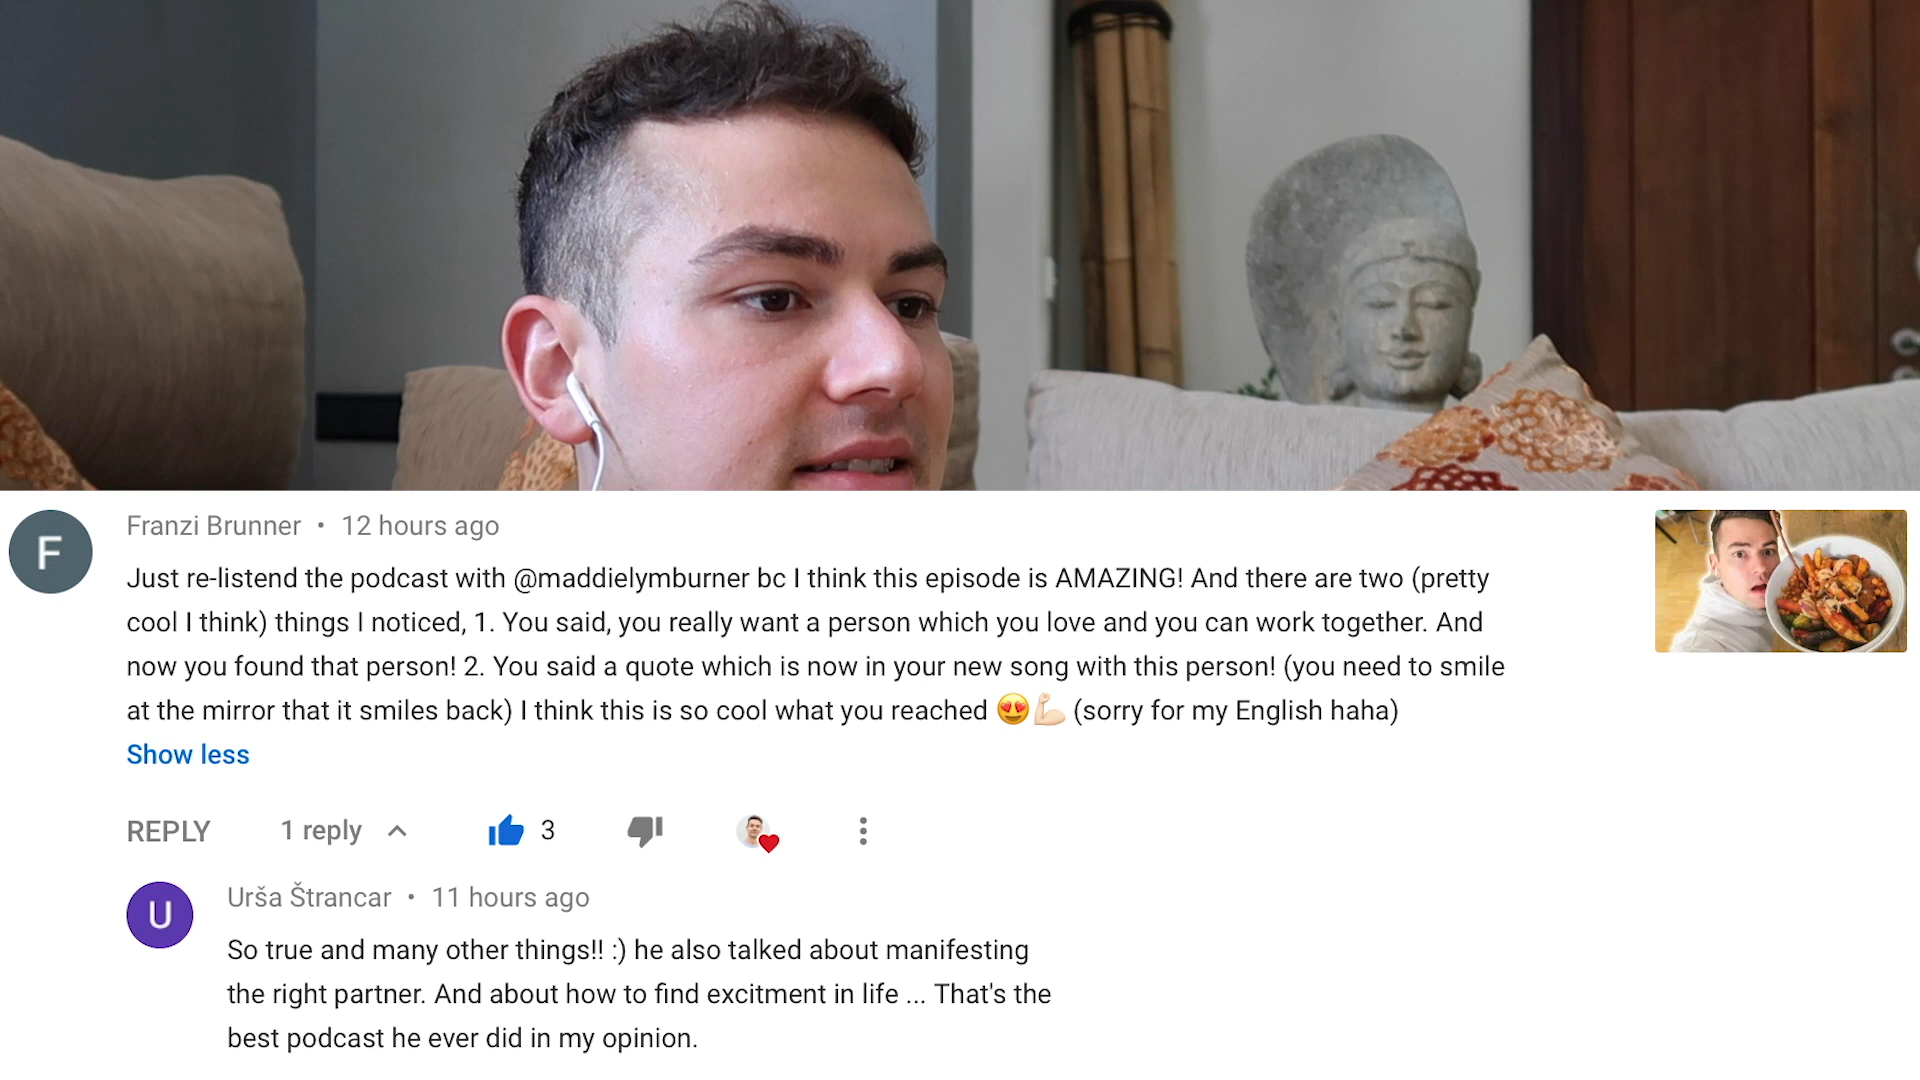 F
Franzi Brunner • 12 hours ago
Just re-listend the podcast with @maddielymburner bc I think this episode is AMAZING! And there are two (pretty
cool I think) things I noticed, 1. You said, you really want a person which you love and you can work together. And
now you found that person! 2. You said a quote which is now in your new song with this person! (you need to smile
at the mirror that it smiles back) I think this is so cool what you reached 😍💪🏻 (sorry for my English haha)
Show less
REPLY 1 reply 3
U
Urša Štrancar • 11 hours ago
So true and many other things!! :) he also talked about manifesting
the right partner. And about how to find excitment in life ... That's the
best podcast he ever did in my opinion.